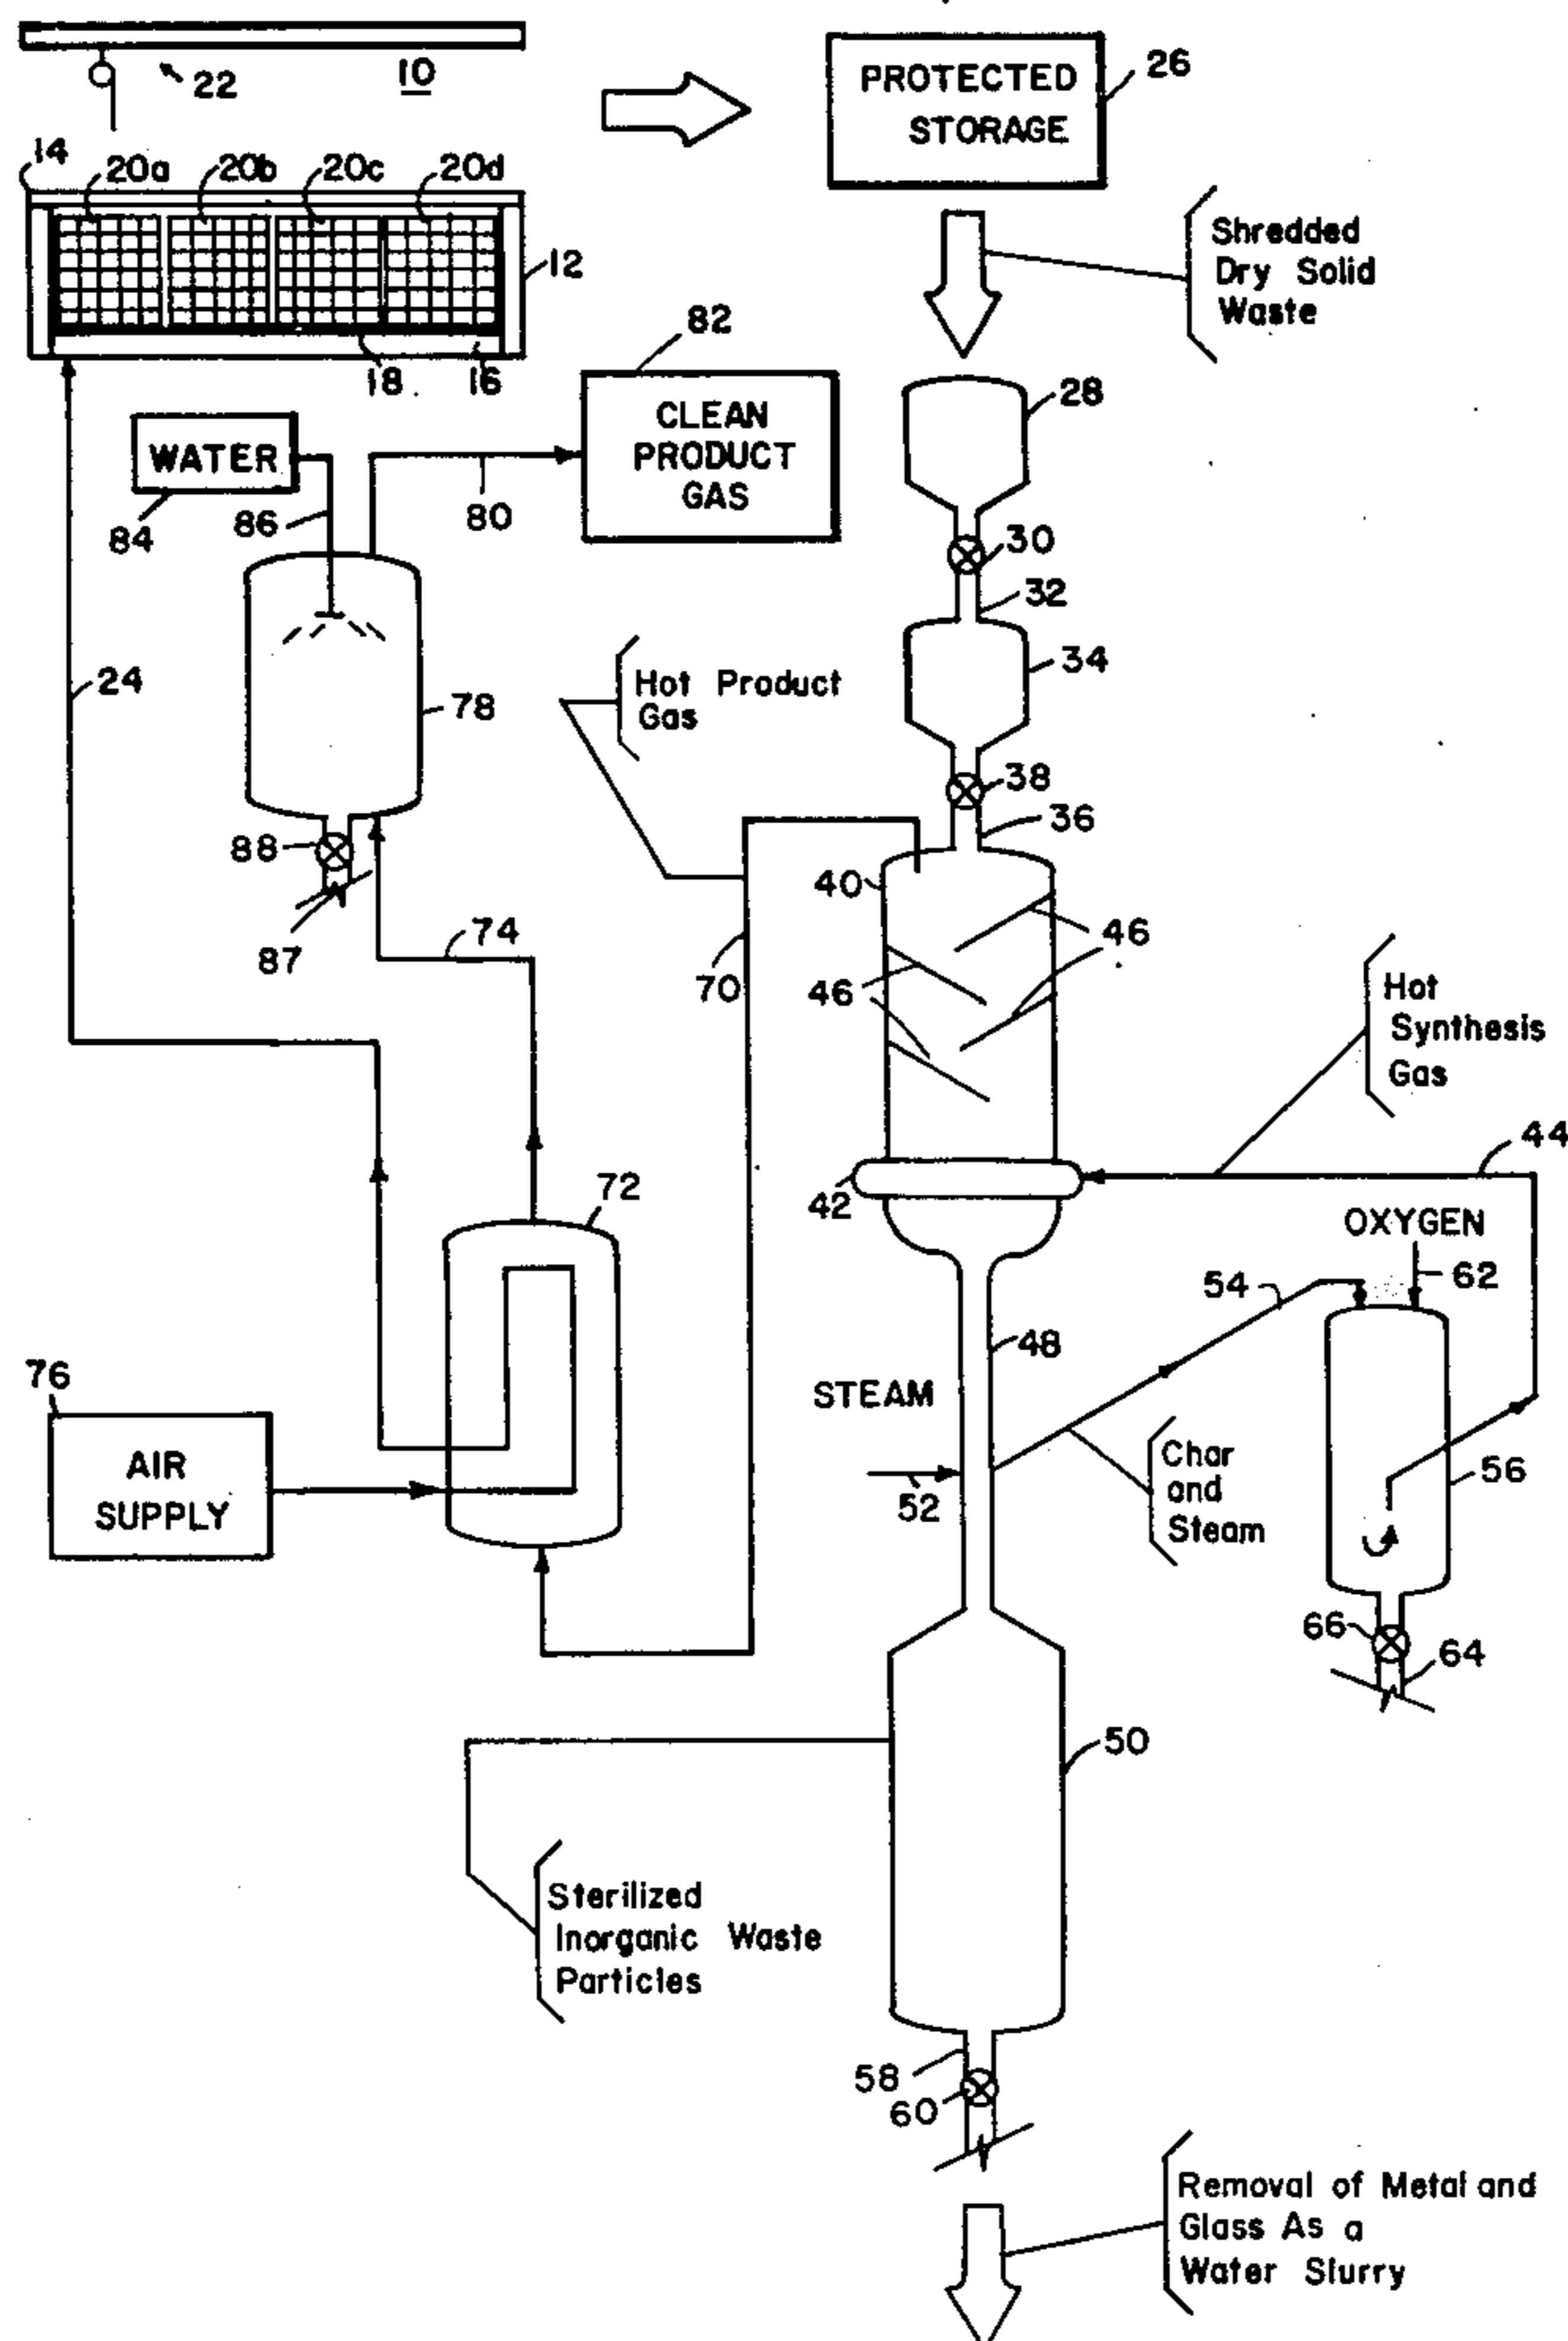 22
10
PROTECTED
STORAGE
26
14
20a
20b
20c
20d
12
18
16
Shredded
Dry Solid
Waste
82
CLEAN
PRODUCT
GAS
28
WATER
84
86
80
30
32
34
24
78
Hot Product
Gas
38
36
88
87
40
46
46
74
70
Hot
Synthesis
Gas
44
42
72
OXYGEN
62
54
48
STEAM
76
AIR
SUPPLY
52
Char
and
Steam
56
66
64
50
Sterilized
Inorganic Waste
Particles
58
60
Removal of Metal and
Glass As a
Water Slurry